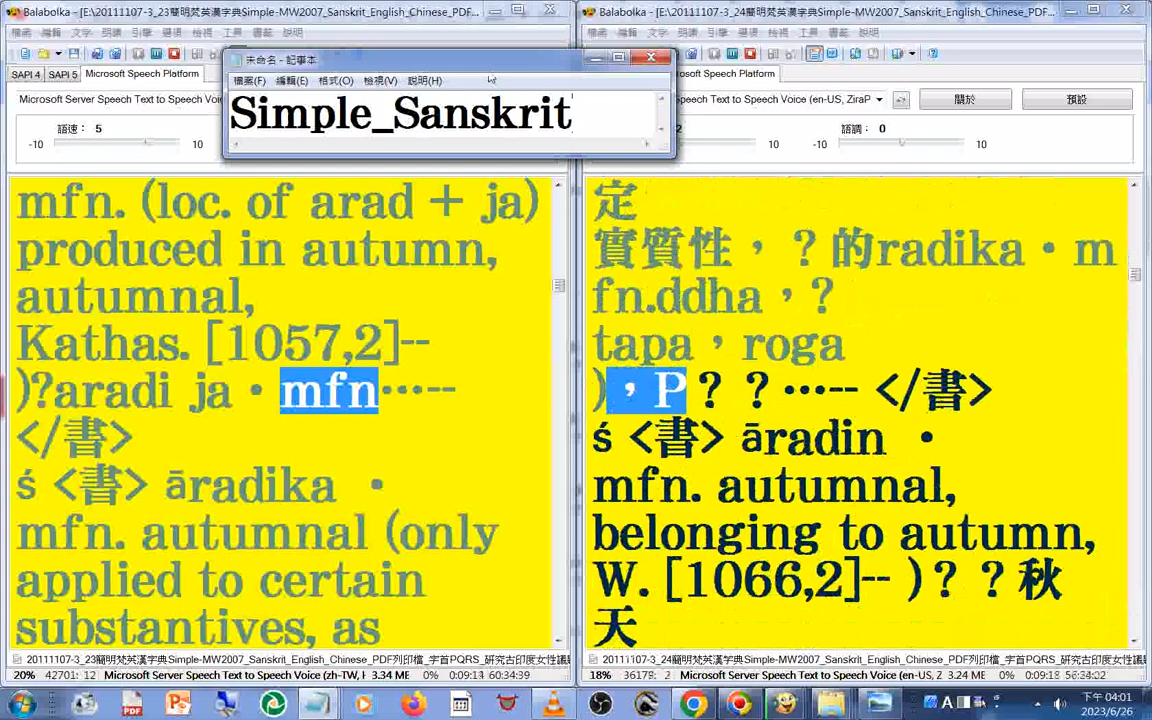 Balabolka - [E:\20111107-3_23簡明梵英漢字典Simple-MW2007_Sanskrit_English_Chinese_PDF...
Balabolka - [E:\20111107-3_24簡明梵英漢字典Simple-MW2007_Sanskrit_English_Chinese_PDF...
未命名 - 記事本
檔案(F) 編輯(E) 格式(O) 檢視(V) 說明(H)
Simple_Sanskrit
SAPI 4 SAPI 5 Microsoft Speech Platform
Microsoft Server Speech Text to Speech Voi
語速： 5
-10 10
Speech Platform
Text to Speech Voice (en-US, ZiraP
關於
預設
2
語調： 0
10 -10 10
mfn. (loc. of arad + ja)
produced in autumn,
autumnal,
Kathas. [1057,2]--
)?aradi ja‧mfn…--
</書>
ś <書> āradika ‧
mfn. autumnal (only
applied to certain
substantives, as
定
實質性，？的radika‧m
fn.ddha，？
tapa，roga
)，P？？…-- </書>
ś <書> āradin ‧
mfn. autumnal,
belonging to autumn,
W. [1066,2]-- )？？秋
天
20111107-3_23簡明梵英漢字典Simple-MW2007_Sanskrit_English_Chinese_PDF列印檔_字首PQRS_研究古印度女性議
20111107-3_24簡明梵英漢字典Simple-MW2007_Sanskrit_English_Chinese_PDF列印檔_字首PQRS_研究古印度女性議
20% 42701: 12 Microsoft Server Speech Text to Speech Voice (zh-TW, H 3.34 MB 0% 0:09:13 60:34:39
18% 36178: 2 Microsoft Server Speech Text to Speech Voice (en-US, Z 3.24 MB 0% 0:09:18 56:34:02
下午 04:01
2023/6/26